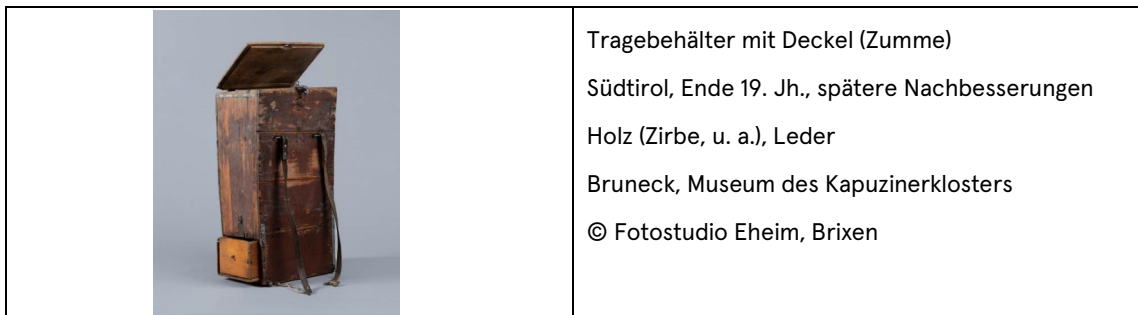 Tragebehälter mit Deckel (Zumme)
Südtirol, Ende 19. Jh., spätere Nachbesserungen
Holz (Zirbe, u. a.), Leder
Bruneck, Museum des Kapuzinerklosters
© Fotostudio Eheim, Brixen